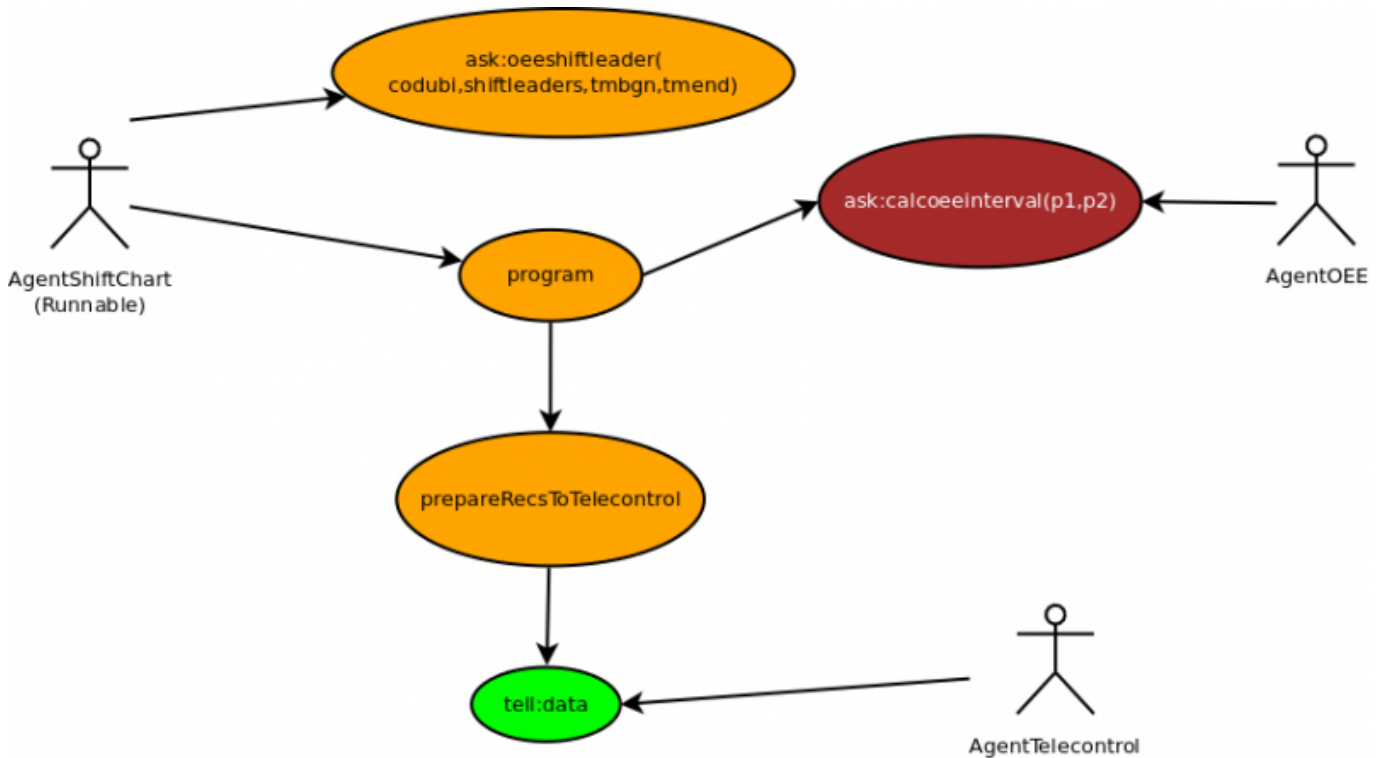 ask:oeeshiftleader(
codubi,shiftleaders,tmbgn,tmend)
ask:calcoeeinterval(p1,p2)
AgentShiftChart
(Runnable)
program
AgentOEE
prepareRecsToTelecontrol
tell:data
AgentTelecontrol